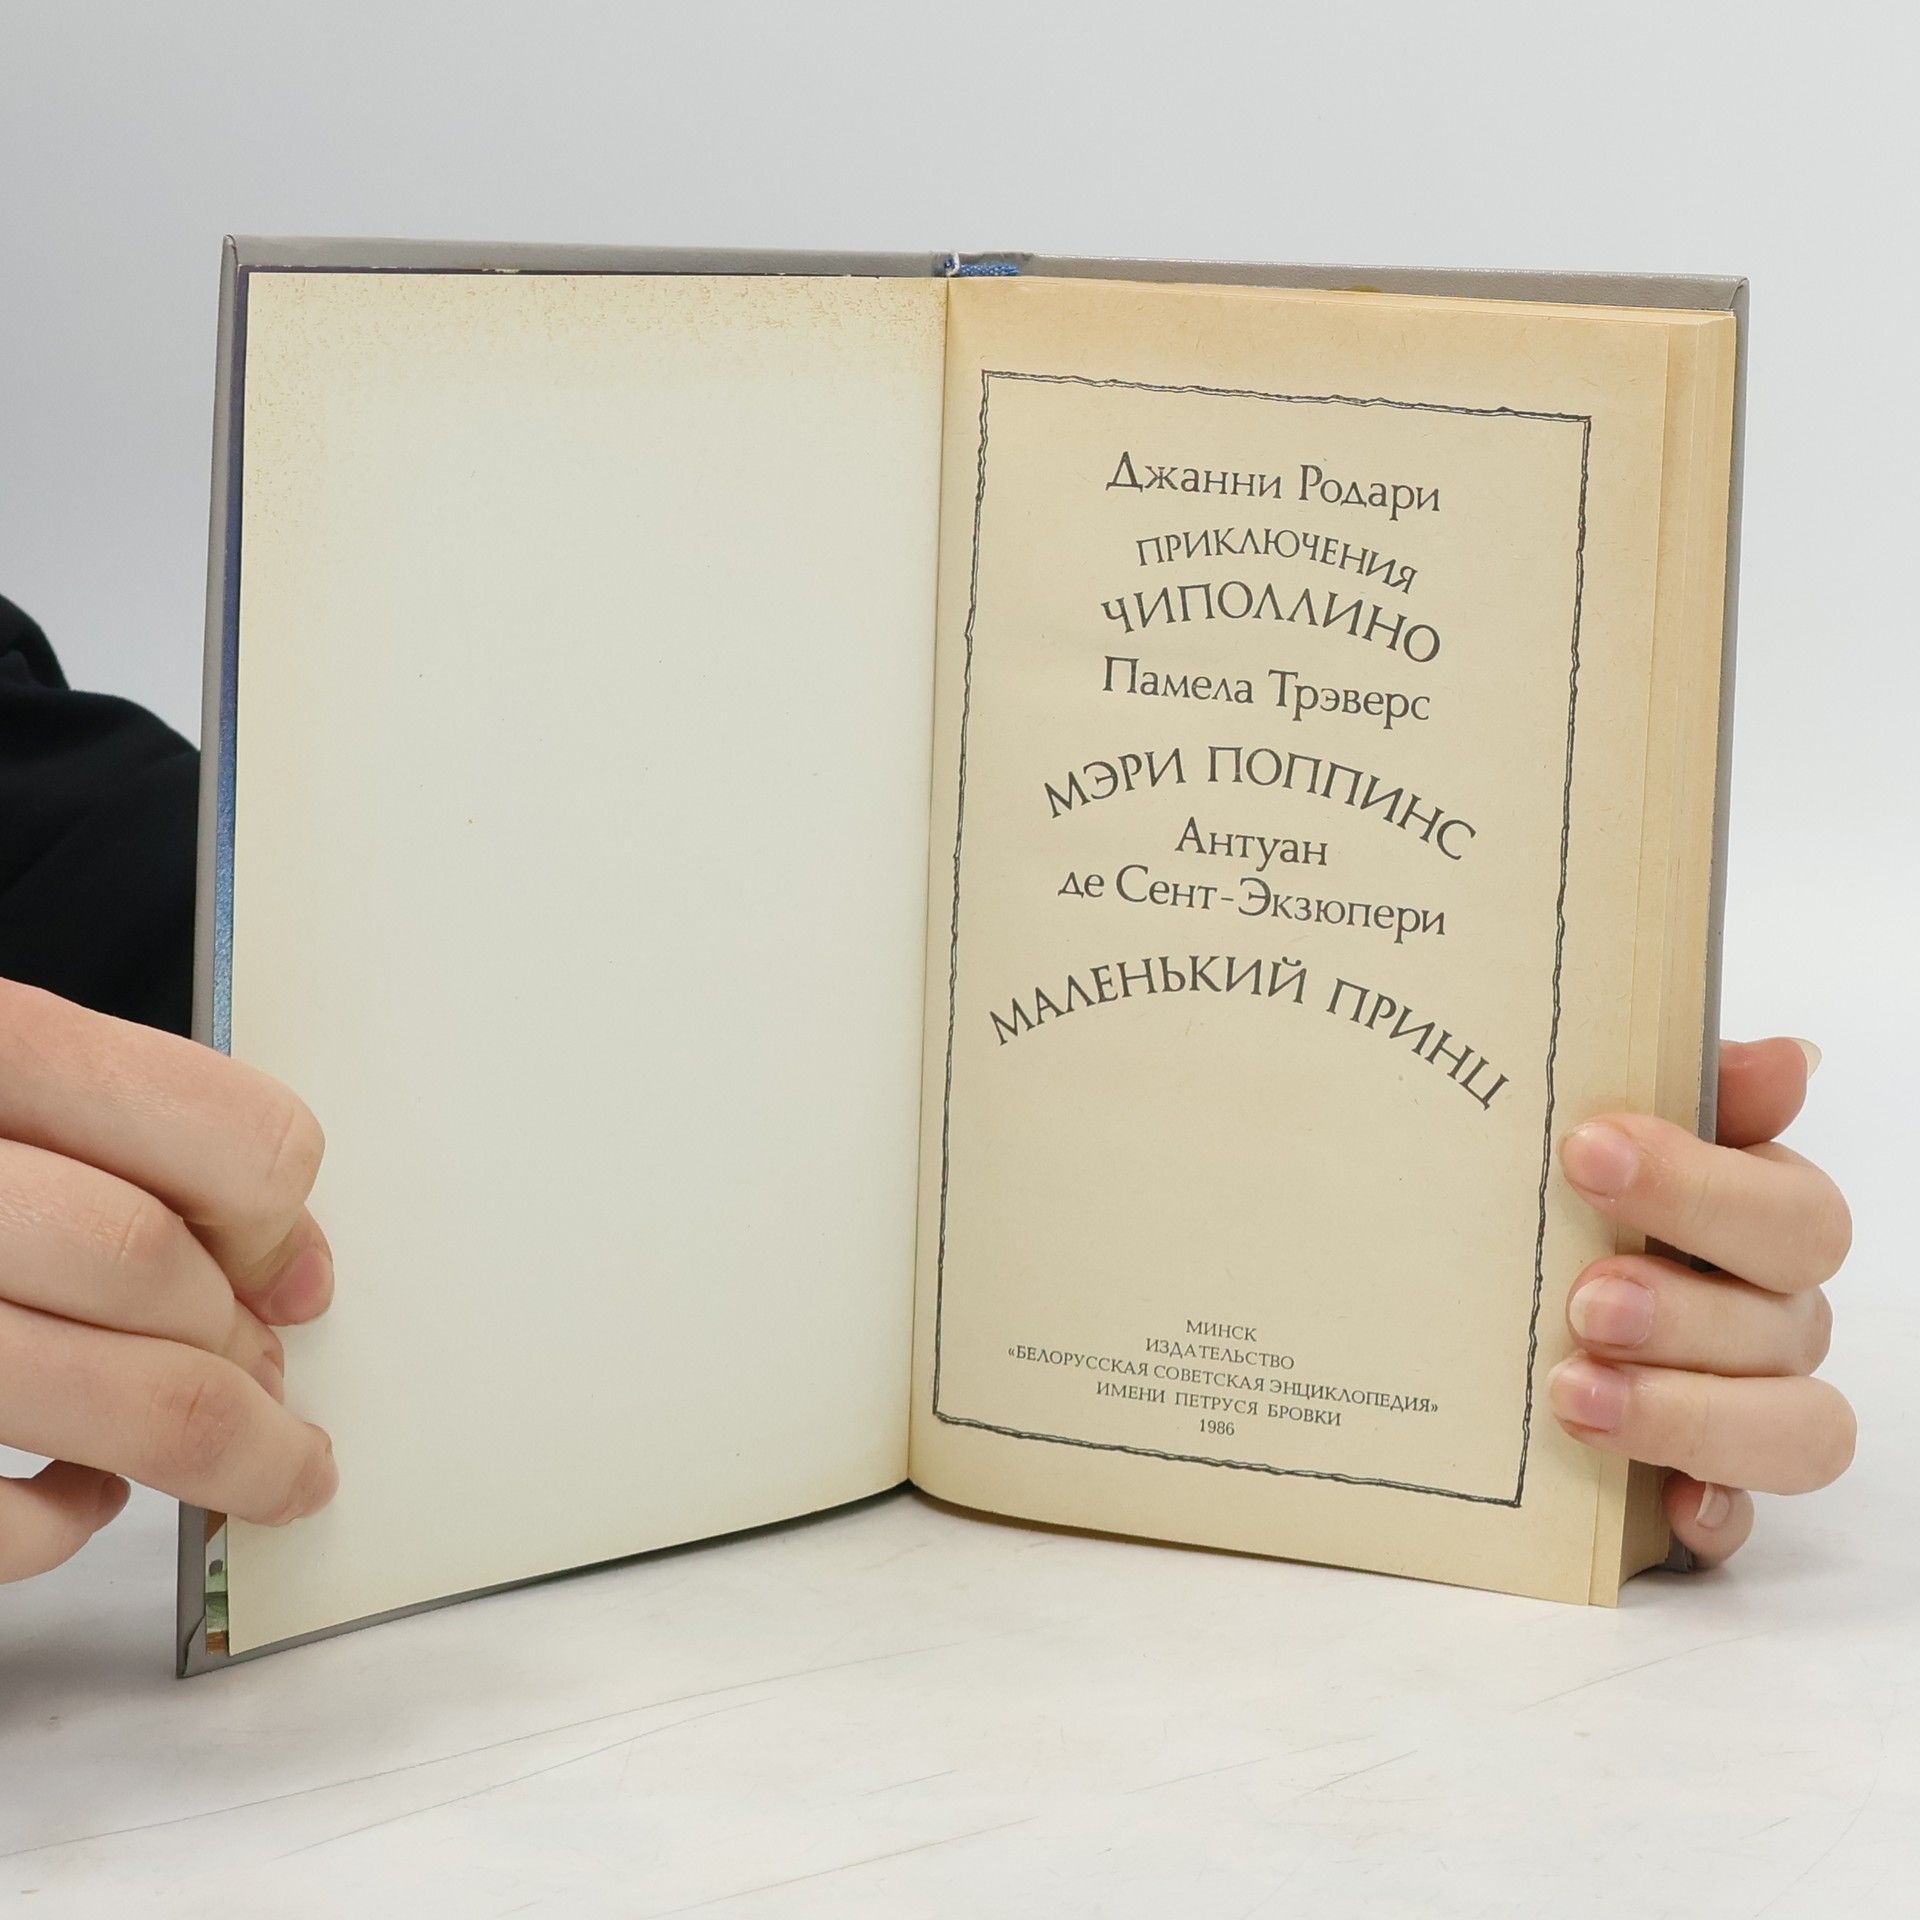 Джанни Родари
ПРИКЛЮЧЕНИЯ
ЧИПОЛЛИНО
Памела Трэверс
МЭРИ ПОППИНС
Антуан
де Сент-Экзюпери
МАЛЕНЬКИЙ ПРИНЦ
МИНСК
ИЗДАТЕЛЬСТВО
«БЕЛОРУССКАЯ СОВЕТСКАЯ ЭНЦИКЛОПЕДИЯ»
ИМЕНИ ПЕТРУСЯ БРОВКИ
1986